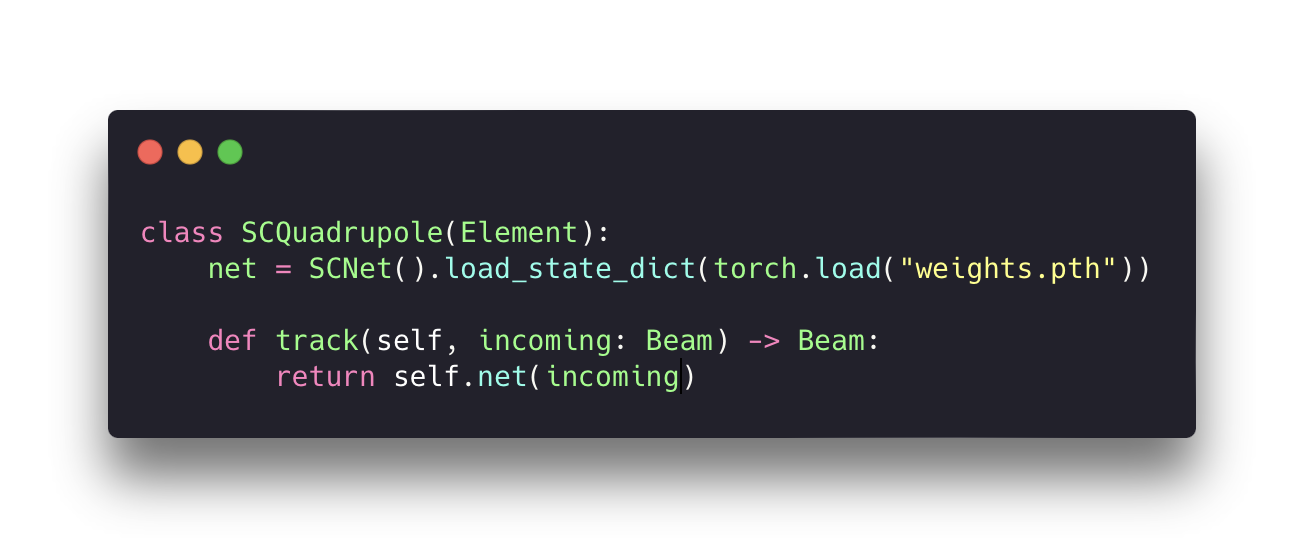 class SCQuadrupole(Element):
    net = SCNet().load_state_dict(torch.load("weights.pth"))

    def track(self, incoming: Beam) -> Beam:
        return self.net(incoming)